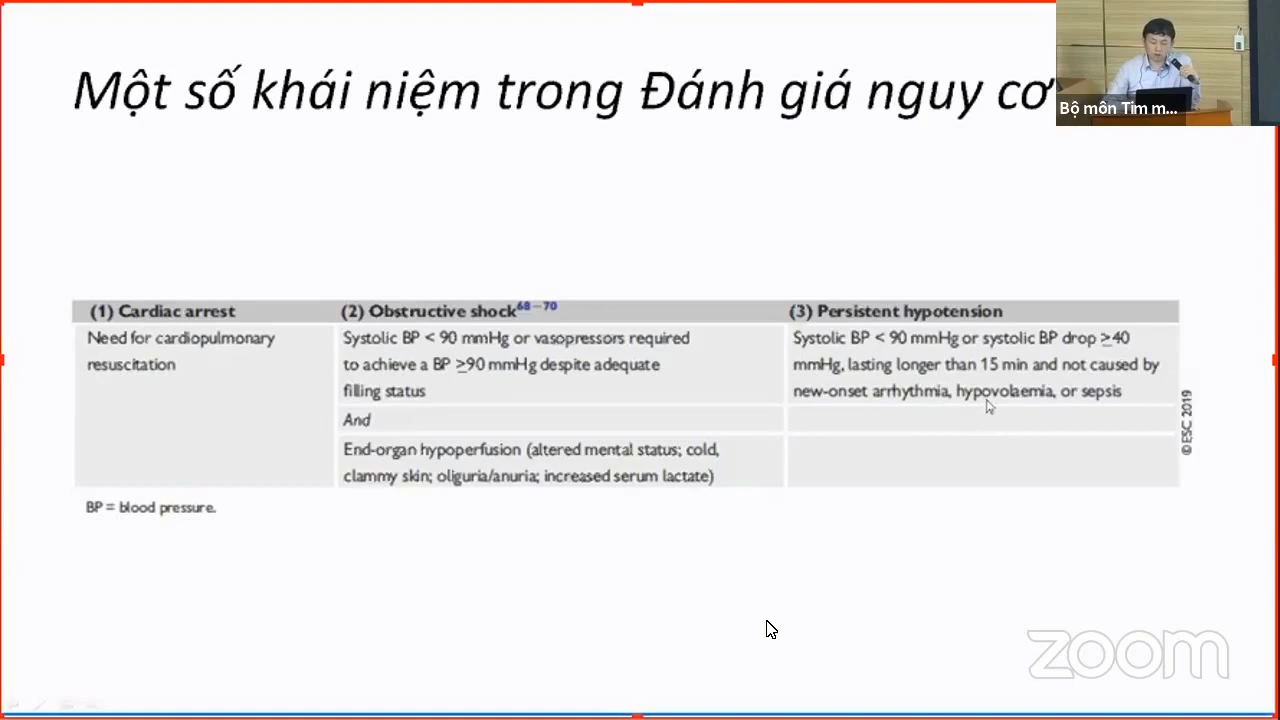 Một số khái niệm trong Đánh giá nguy cơ
Bộ môn Tim m...
(1) Cardiac arrest
Need for cardiopulmonary
resuscitation
(2) Obstructive shock68–70
Systolic BP < 90 mmHg or vasopressors required
to achieve a BP ≥90 mmHg despite adequate
filling status
And
End-organ hypoperfusion (altered mental status; cold,
clammy skin; oliguria/anuria; increased serum lactate)
(3) Persistent hypotension
Systolic BP < 90 mmHg or systolic BP drop ≥40
mmHg, lasting longer than 15 min and not caused by
new-onset arrhythmia, hypovolaemia, or sepsis
©ESC 2019
BP = blood pressure.
zoom